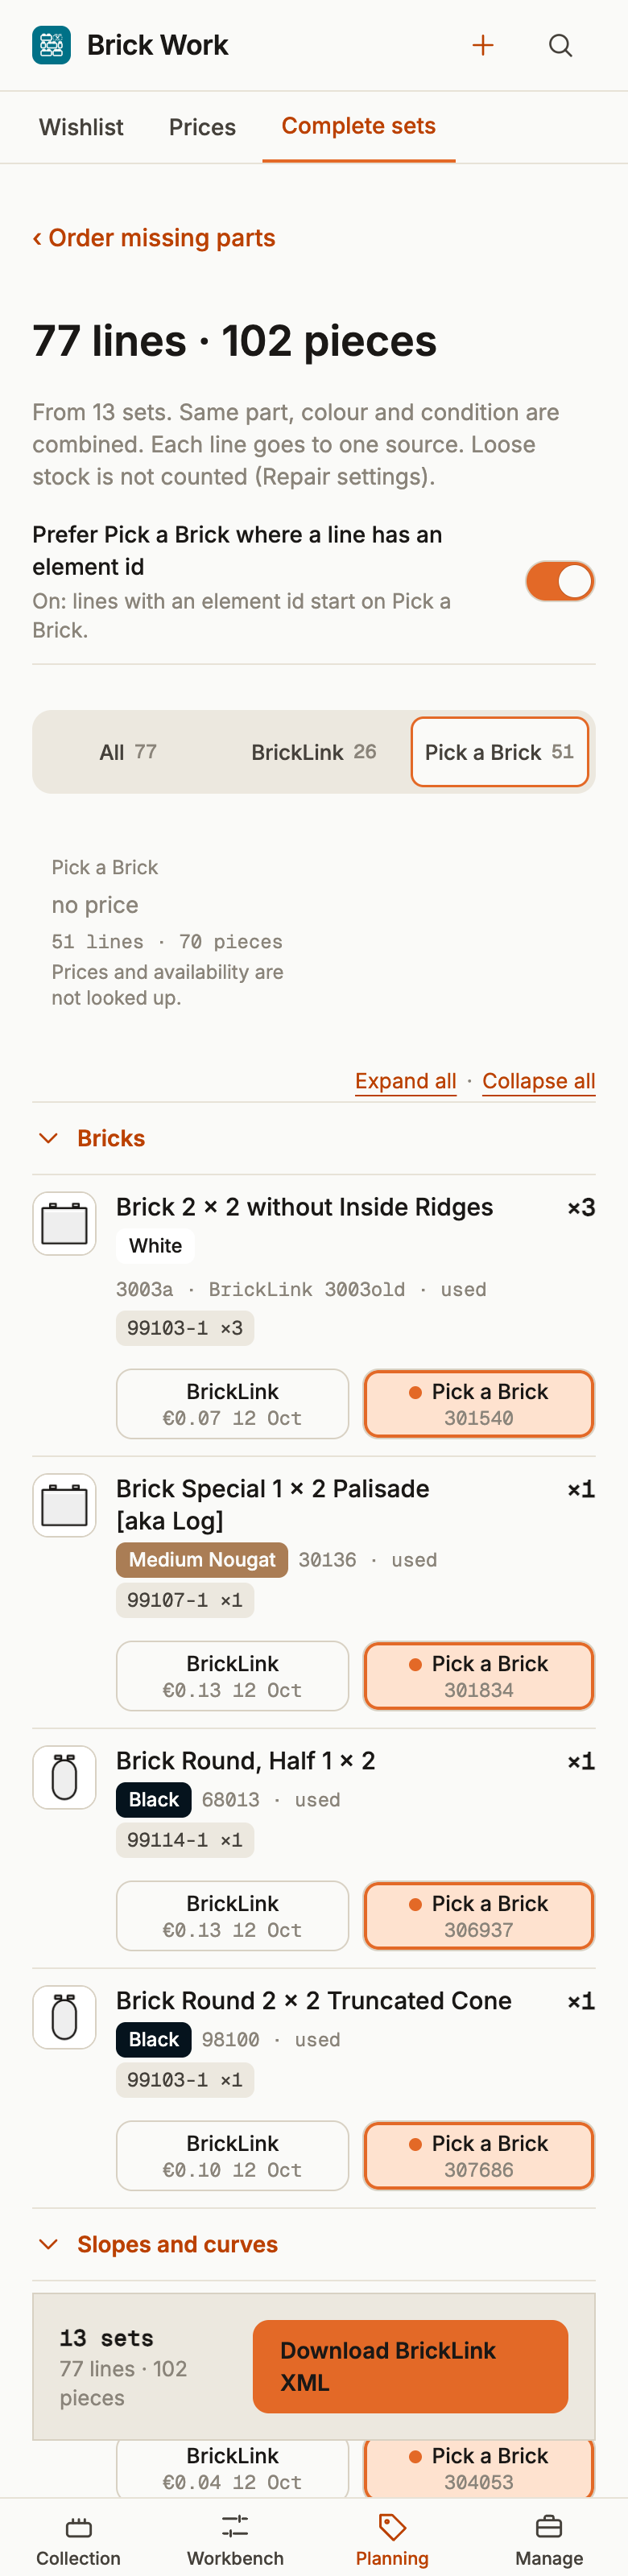 Brick Work
Wishlist
Prices
Complete sets
‹ Order missing parts
77 lines · 102 pieces
From 13 sets. Same part, colour and condition are
combined. Each line goes to one source. Loose
stock is not counted (Repair settings).
Prefer Pick a Brick where a line has an
element id
On: lines with an element id start on Pick a
Brick.
All 77
BrickLink 26
Pick a Brick 51
Pick a Brick
no price
51 lines · 70 pieces
Prices and availability are
not looked up.
Expand all · Collapse all
Bricks
Brick 2 × 2 without Inside Ridges ×3
White
3003a · BrickLink 3003old · used
99103-1 ×3
BrickLink
€0.07 12 Oct
Pick a Brick
301540
Brick Special 1 × 2 Palisade ×1
[aka Log]
Medium Nougat 30136 · used
99107-1 ×1
BrickLink
€0.13 12 Oct
Pick a Brick
301834
Brick Round, Half 1 × 2 ×1
Black 68013 · used
99114-1 ×1
BrickLink
€0.13 12 Oct
Pick a Brick
306937
Brick Round 2 × 2 Truncated Cone ×1
Black 98100 · used
99103-1 ×1
BrickLink
€0.10 12 Oct
Pick a Brick
307686
Slopes and curves
13 sets
77 lines · 102
pieces
Download BrickLink
XML
BrickLink
€0.04 12 Oct
Pick a Brick
304053
Collection
Workbench
Planning
Manage